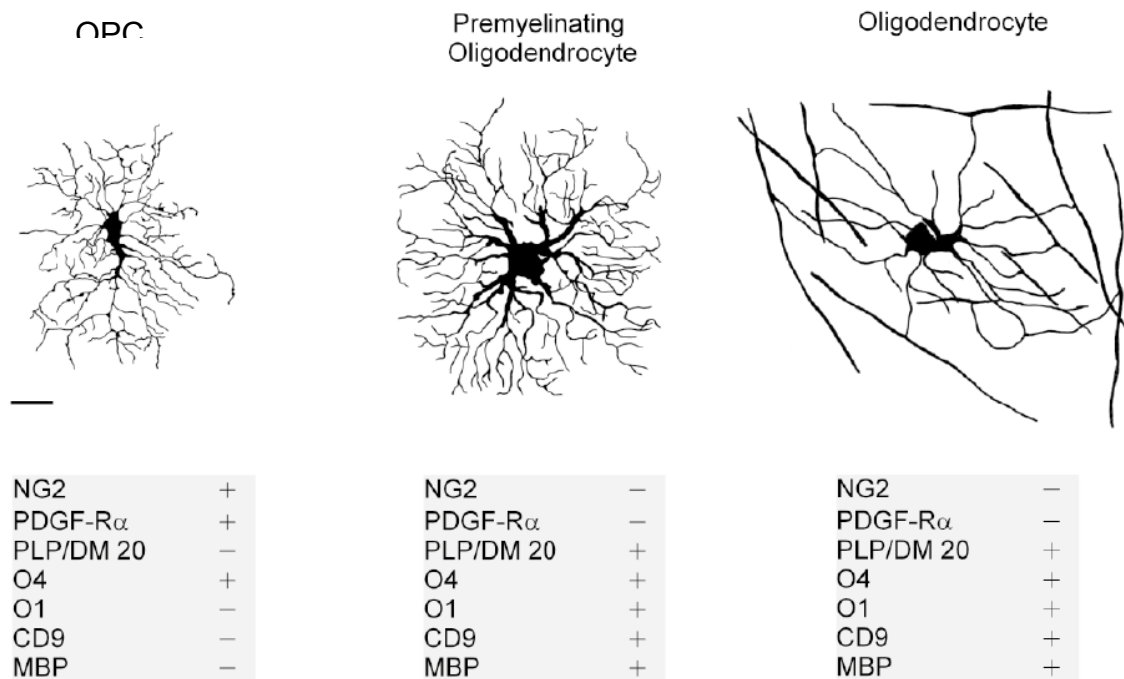 OPC
Premyelinating
Oligodendrocyte
Oligodendrocyte
NG2 +
PDGF-Rα +
PLP/DM 20 −
O4 +
O1 −
CD9 −
MBP −
NG2 −
PDGF-Rα −
PLP/DM 20 +
O4 +
O1 +
CD9 +
MBP +
NG2 −
PDGF-Rα −
PLP/DM 20 +
O4 +
O1 +
CD9 +
MBP +